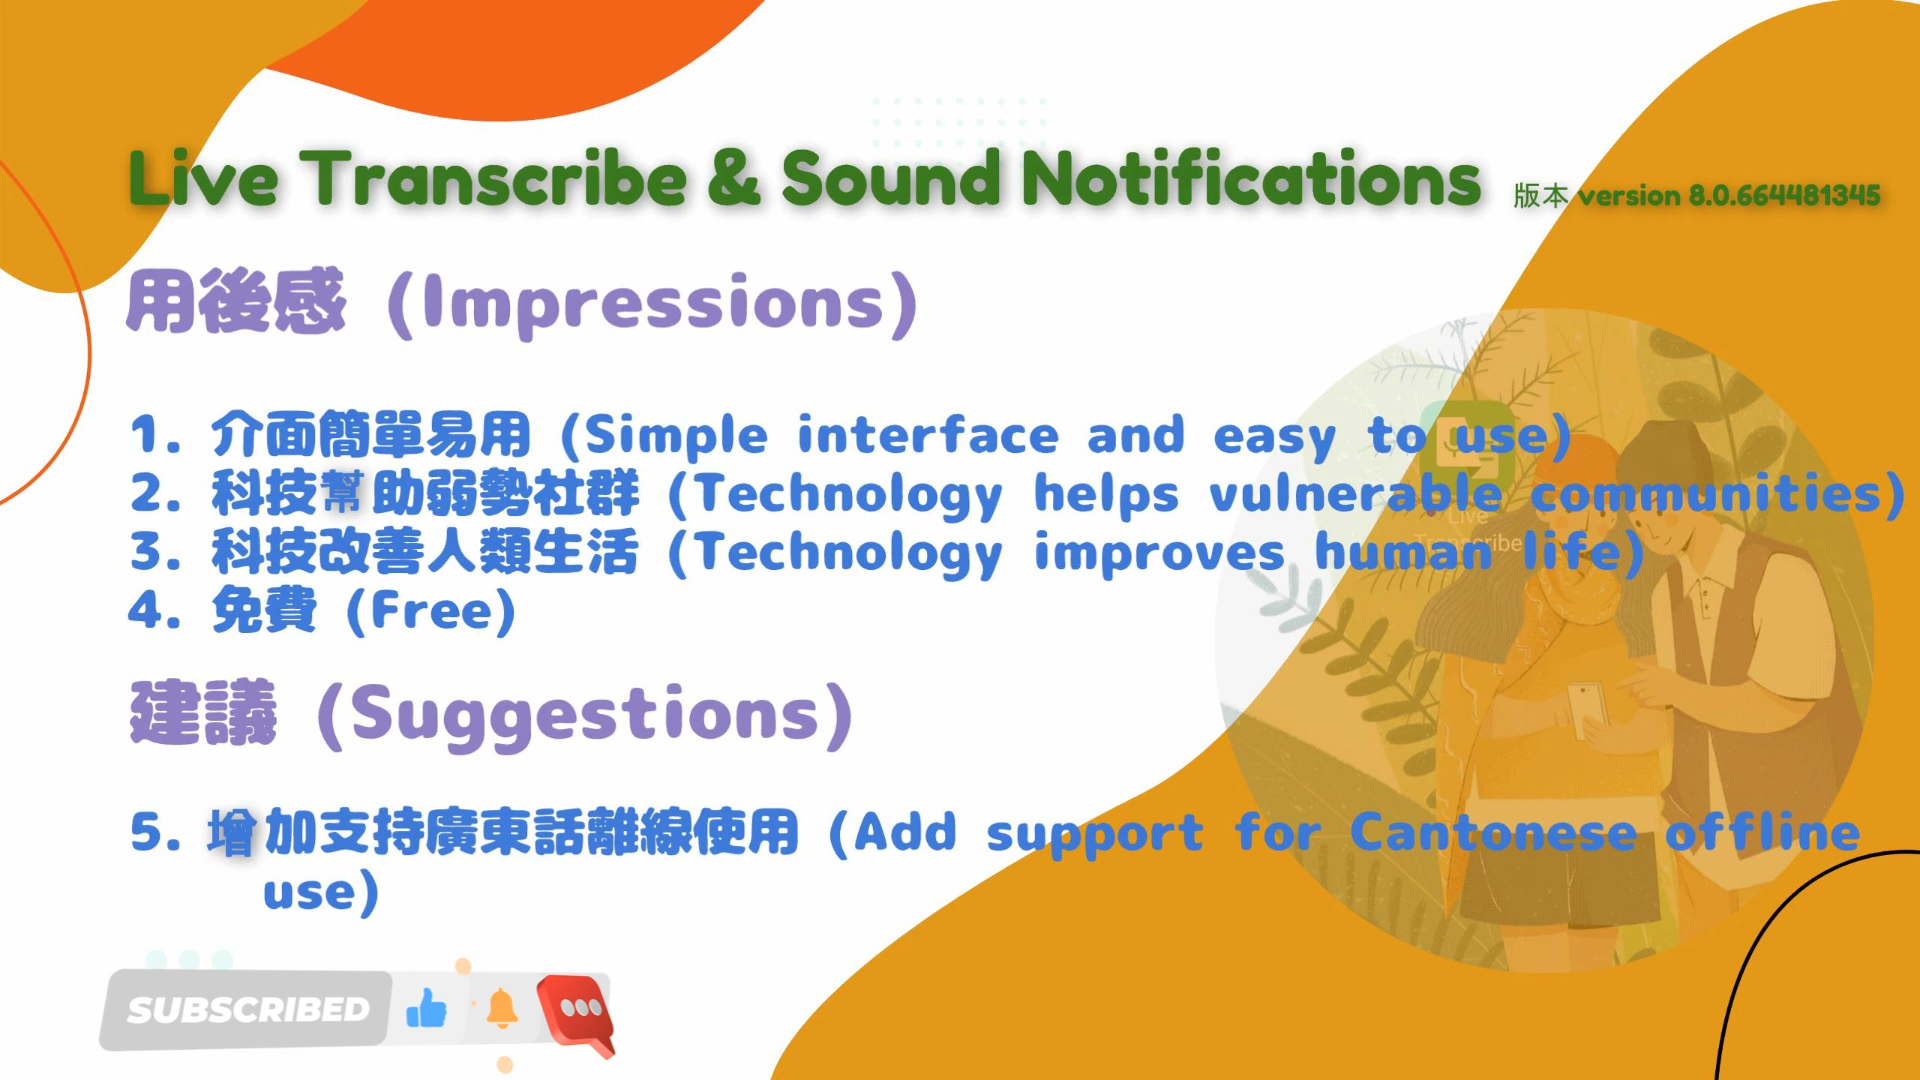 Live Transcribe & Sound Notifications 版本 version 8.0.664481345
用後感 (Impressions)
1. 介面簡單易用 (Simple interface and easy to use)
2. 科技幫助弱勢社群 (Technology helps vulnerable communities)
3. 科技改善人類生活 (Technology improves human life)
4. 免費 (Free)
Live
Transcribe
建議 (Suggestions)
5. 增加支持廣東話離線使用 (Add support for Cantonese offline
use)
SUBSCRIBED